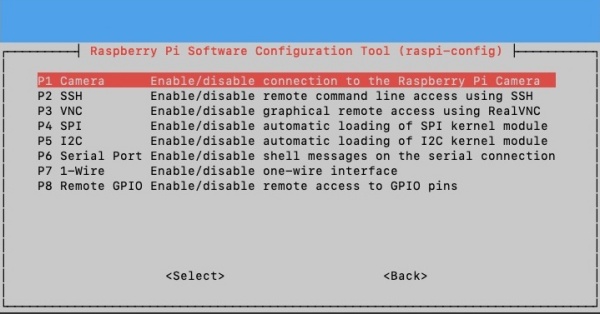 Raspberry Pi Software Configuration Tool (raspi-config)
P1 Camera Enable/disable connection to the Raspberry Pi Camera
P2 SSH Enable/disable remote command line access using SSH
P3 VNC Enable/disable graphical remote access using RealVNC
P4 SPI Enable/disable automatic loading of SPI kernel module
P5 I2C Enable/disable automatic loading of I2C kernel module
P6 Serial Port Enable/disable shell messages on the serial connection
P7 1-Wire Enable/disable one-wire interface
P8 Remote GPIO Enable/disable remote access to GPIO pins
<Select> <Back>